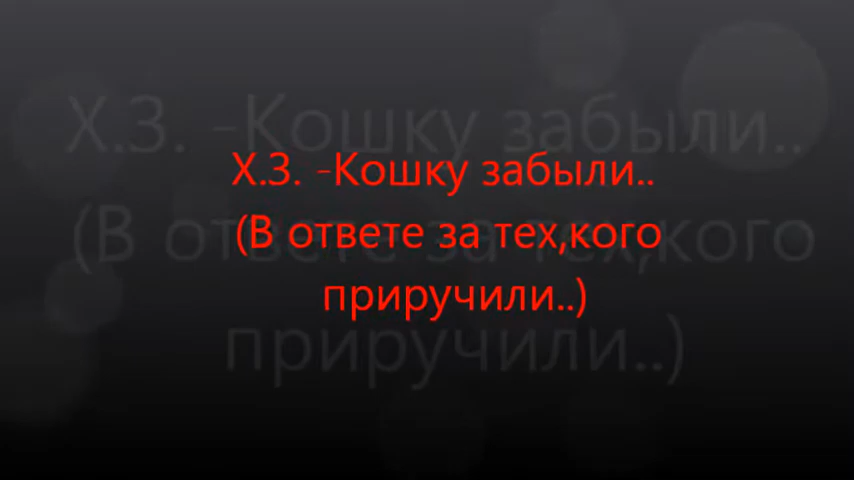 Х.З. -Кошку забыли..
(В ответе за тех,кого
приручили..)